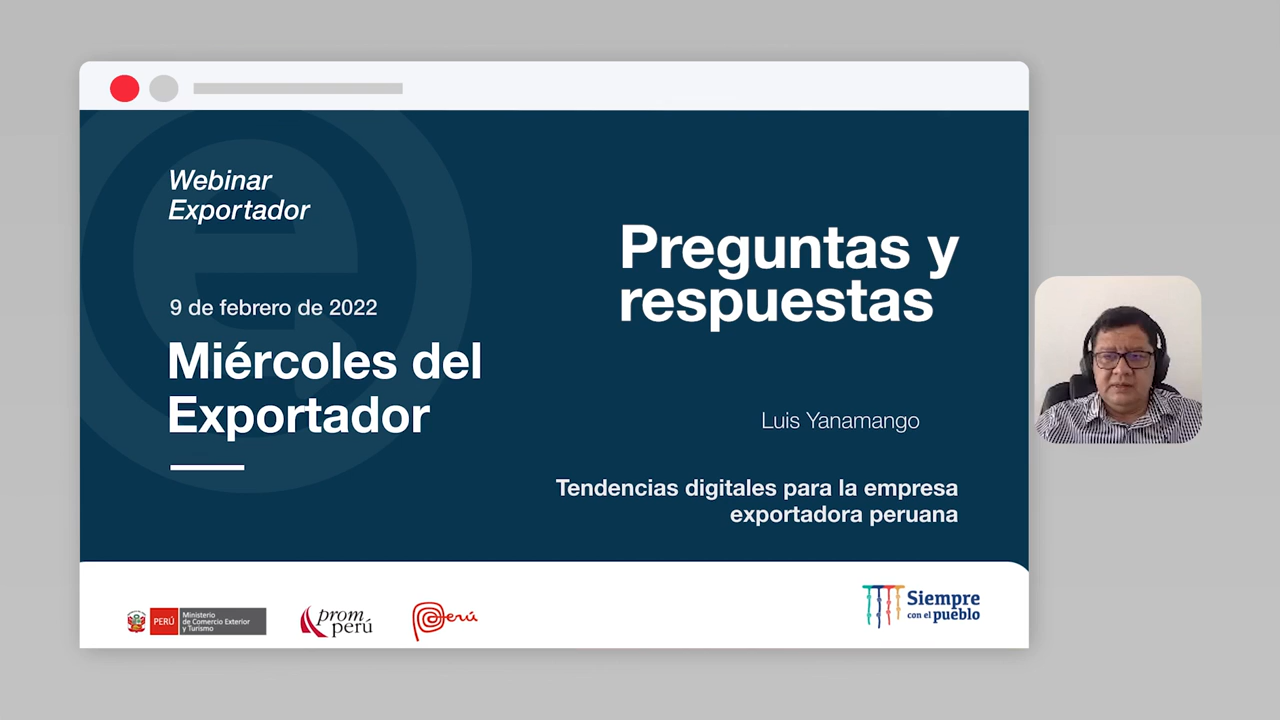 Webinar
Exportador
9 de febrero de 2022
Miércoles del
Exportador
Preguntas y
respuestas
Luis Yanamango
Tendencias digitales para la empresa
exportadora peruana
PERÚ
Ministerio
de Comercio Exterior
y Turismo
prom
perú
Perú
Siempre
con el pueblo